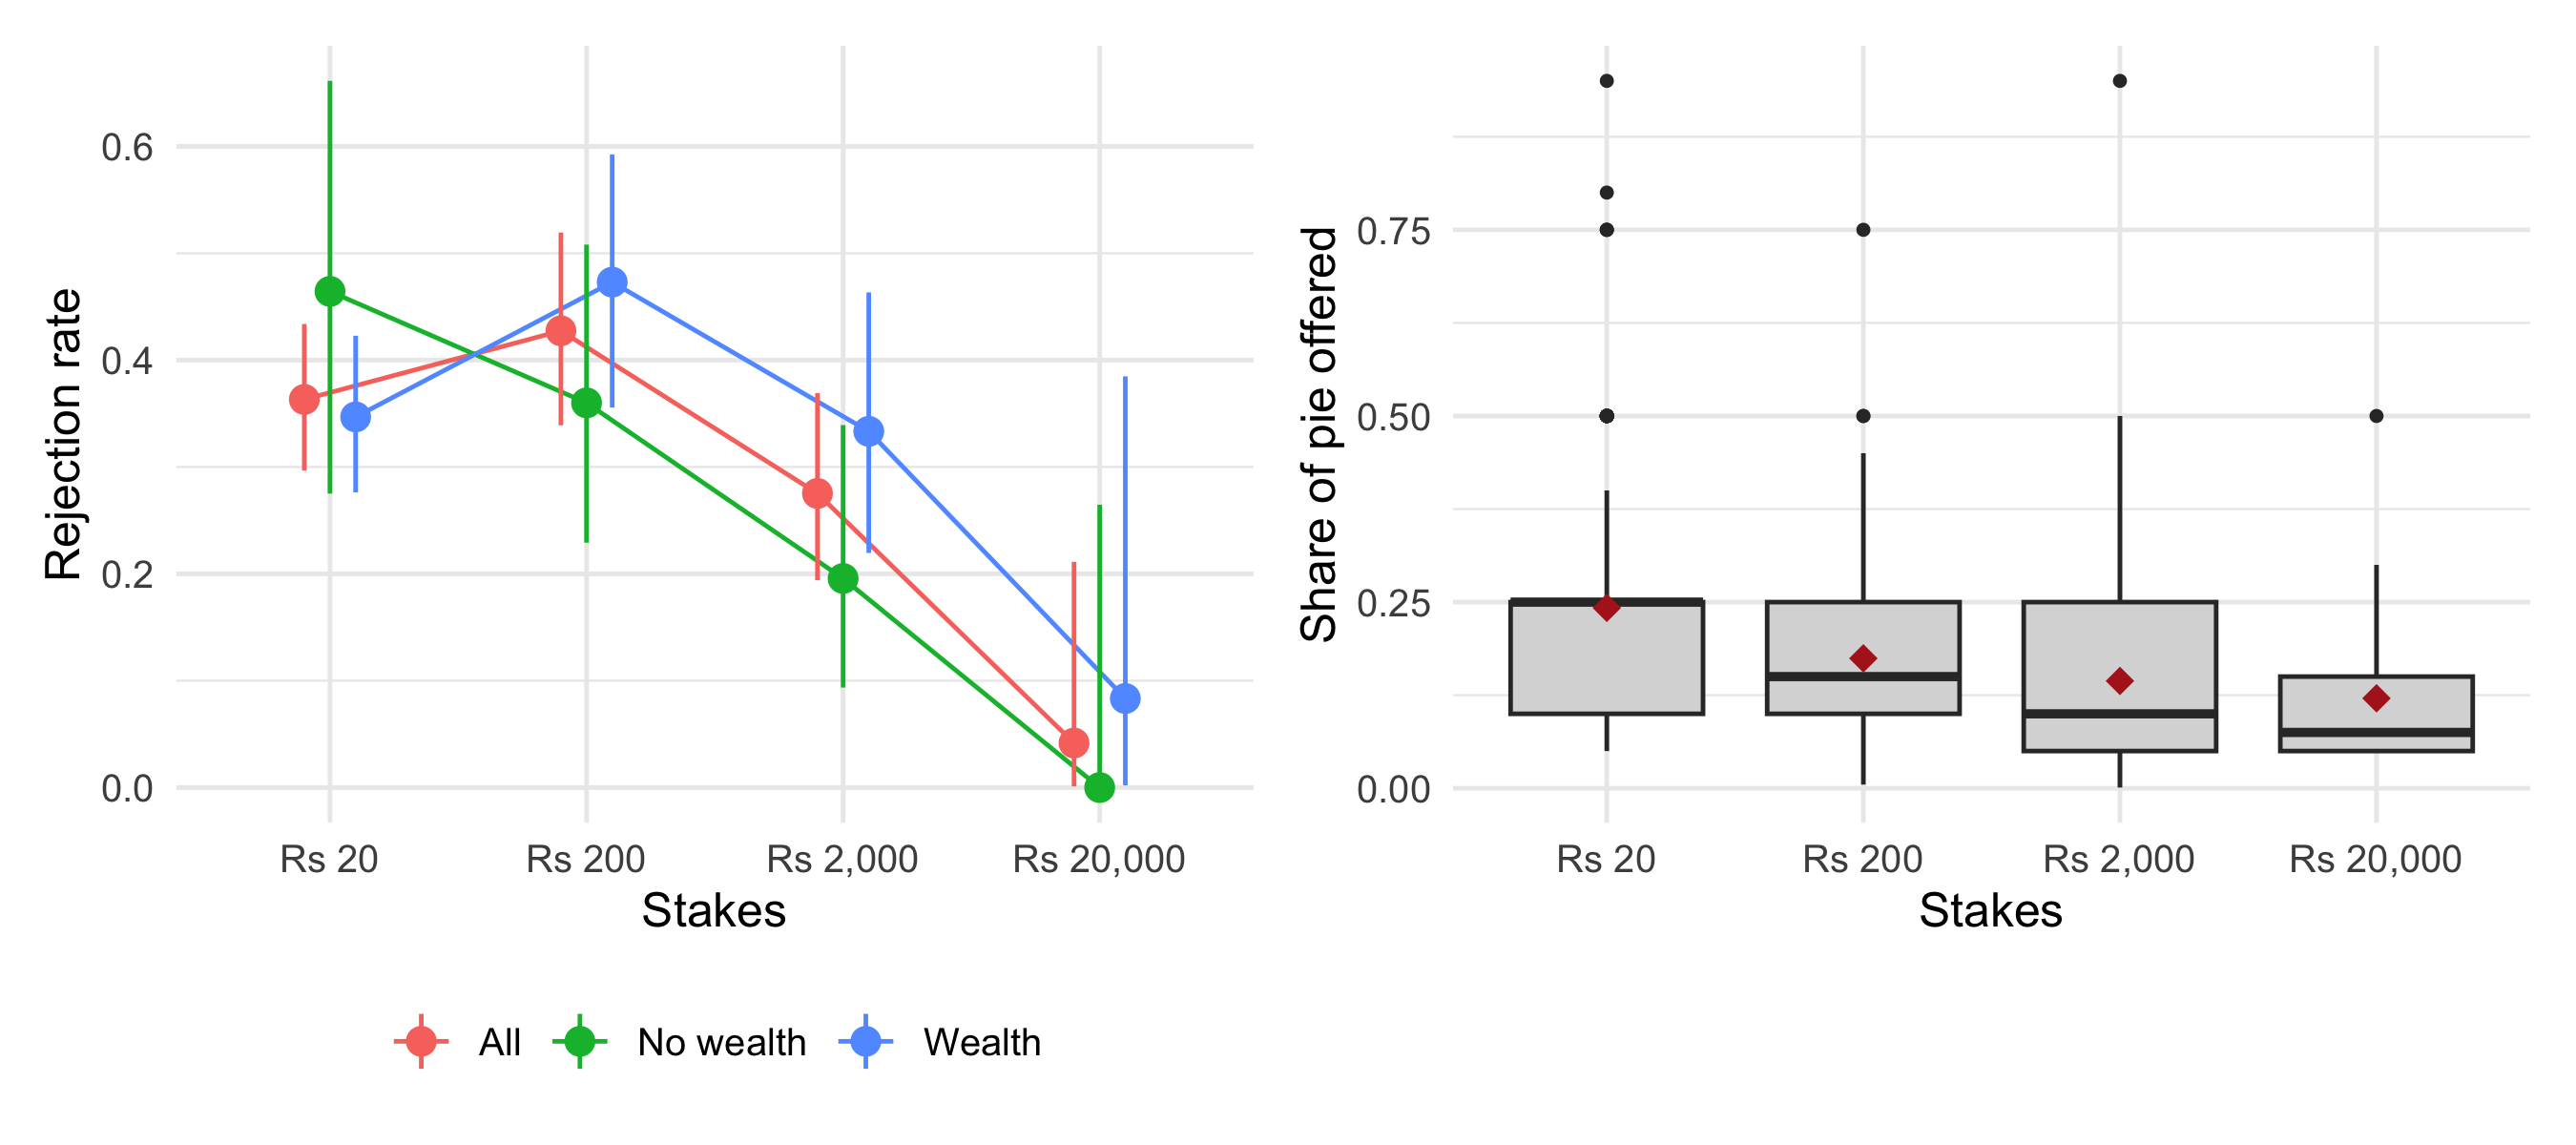 Rejection rate
0.6
0.4
0.2
0.0
Rs 20 Rs 200 Rs 2,000 Rs 20,000
Stakes
All No wealth Wealth
Share of pie offered
0.75
0.50
0.25
0.00
Rs 20 Rs 200 Rs 2,000 Rs 20,000
Stakes